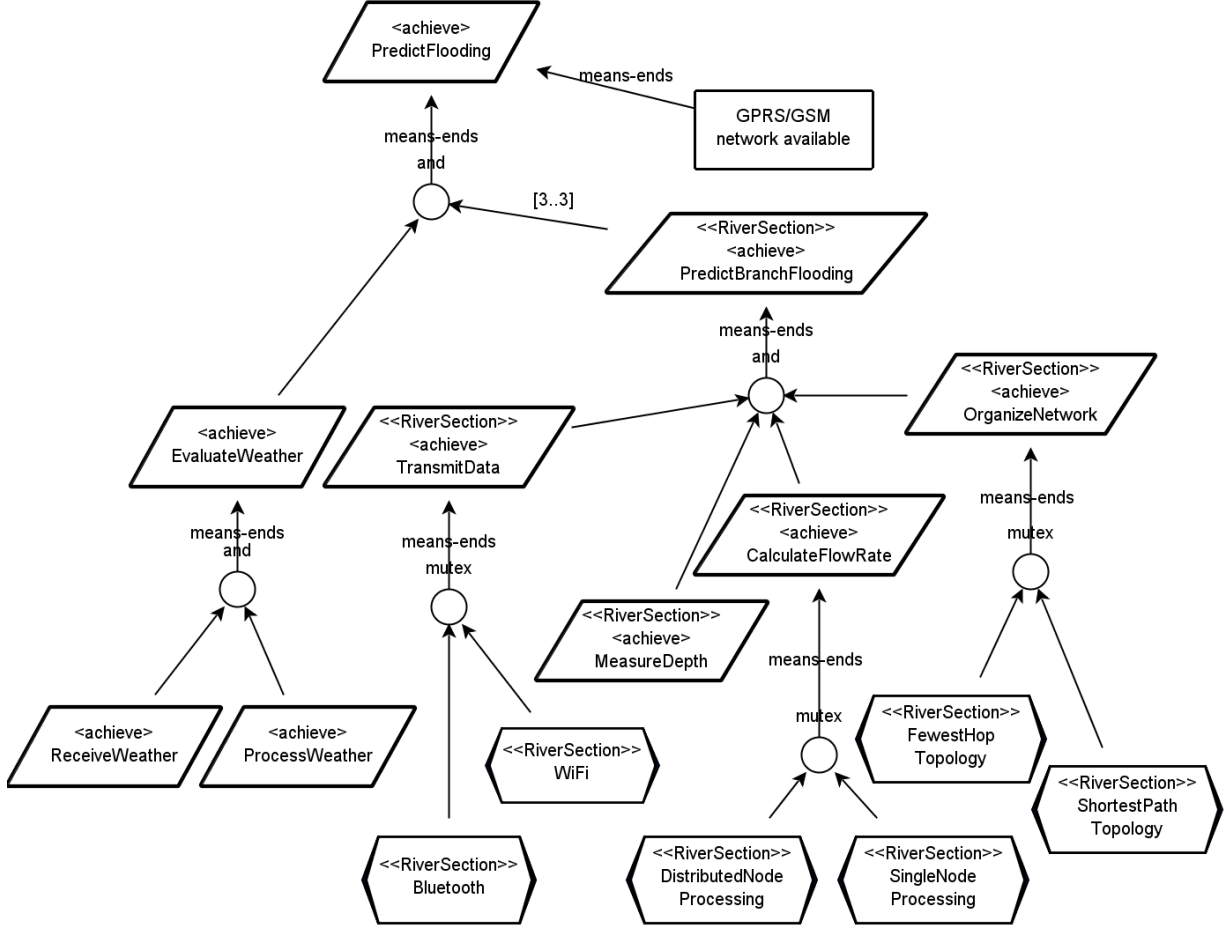 <achieve>
PredictFlooding
means-ends
GPRS/GSM
network available
means-ends
and
[3..3]
<<RiverSection>>
<achieve>
PredictBranchFlooding
means-ends
and
<<RiverSection>>
<achieve>
OrganizeNetwork
<achieve>
EvaluateWeather
<<RiverSection>>
<achieve>
TransmitData
means-ends
and
means-ends
mutex
<<RiverSection>>
<achieve>
CalculateFlowRate
means-ends
mutex
<<RiverSection>>
<achieve>
MeasureDepth
means-ends
mutex
<achieve>
ReceiveWeather
<achieve>
ProcessWeather
<<RiverSection>>
WiFi
<<RiverSection>>
FewestHop
Topology
<<RiverSection>>
ShortestPath
Topology
<<RiverSection>>
Bluetooth
<<RiverSection>>
DistributedNode
Processing
<<RiverSection>>
SingleNode
Processing